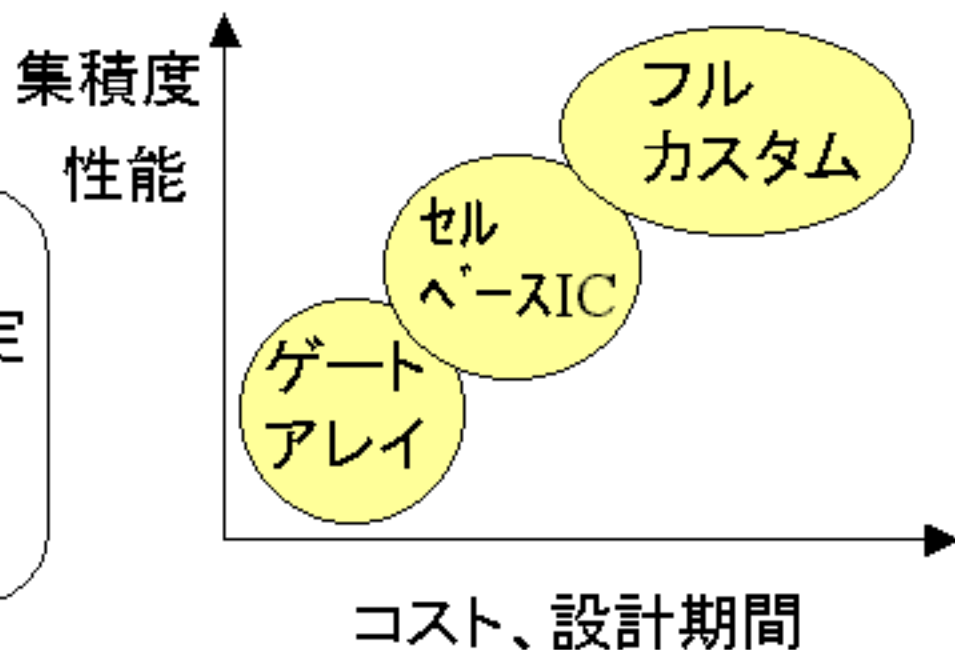 集積度
性能
フル
カスタム
セル
ベースIC
ゲート
アレイ
コスト、設計期間